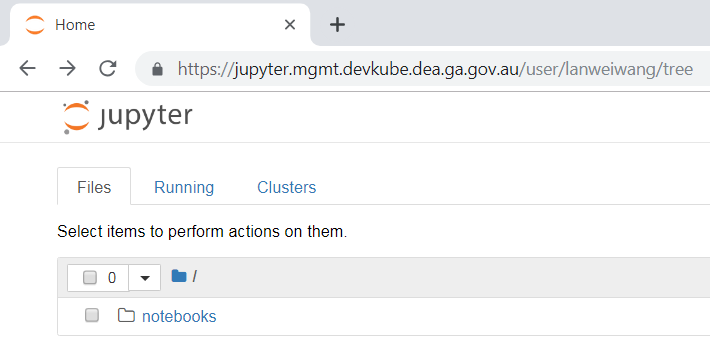 Home
https://jupyter.mgmt.devkube.dea.ga.gov.au/user/lanweiwang/tree
jupyter
Files Running Clusters
Select items to perform actions on them.
0 /
notebooks